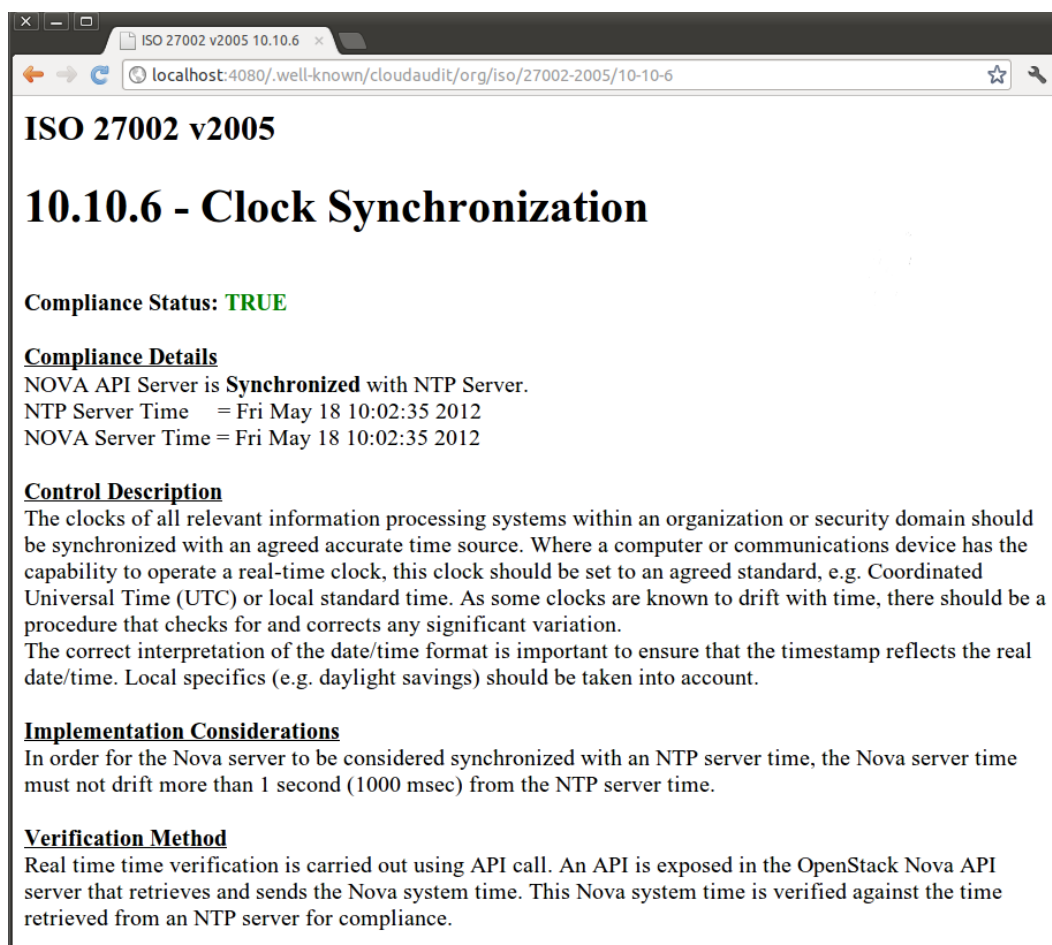 ISO 27002 v2005 10.10.6
localhost:4080/.well-known/cloudaudit/org/iso/27002-2005/10-10-6
ISO 27002 v2005
10.10.6 - Clock Synchronization
Compliance Status: TRUE
Compliance Details
NOVA API Server is Synchronized with NTP Server.
NTP Server Time = Fri May 18 10:02:35 2012
NOVA Server Time = Fri May 18 10:02:35 2012
Control Description
The clocks of all relevant information processing systems within an organization or security domain should
be synchronized with an agreed accurate time source. Where a computer or communications device has the
capability to operate a real-time clock, this clock should be set to an agreed standard, e.g. Coordinated
Universal Time (UTC) or local standard time. As some clocks are known to drift with time, there should be a
procedure that checks for and corrects any significant variation.
The correct interpretation of the date/time format is important to ensure that the timestamp reflects the real
date/time. Local specifics (e.g. daylight savings) should be taken into account.
Implementation Considerations
In order for the Nova server to be considered synchronized with an NTP server time, the Nova server time
must not drift more than 1 second (1000 msec) from the NTP server time.
Verification Method
Real time time verification is carried out using API call. An API is exposed in the OpenStack Nova API
server that retrieves and sends the Nova system time. This Nova system time is verified against the time
retrieved from an NTP server for compliance.